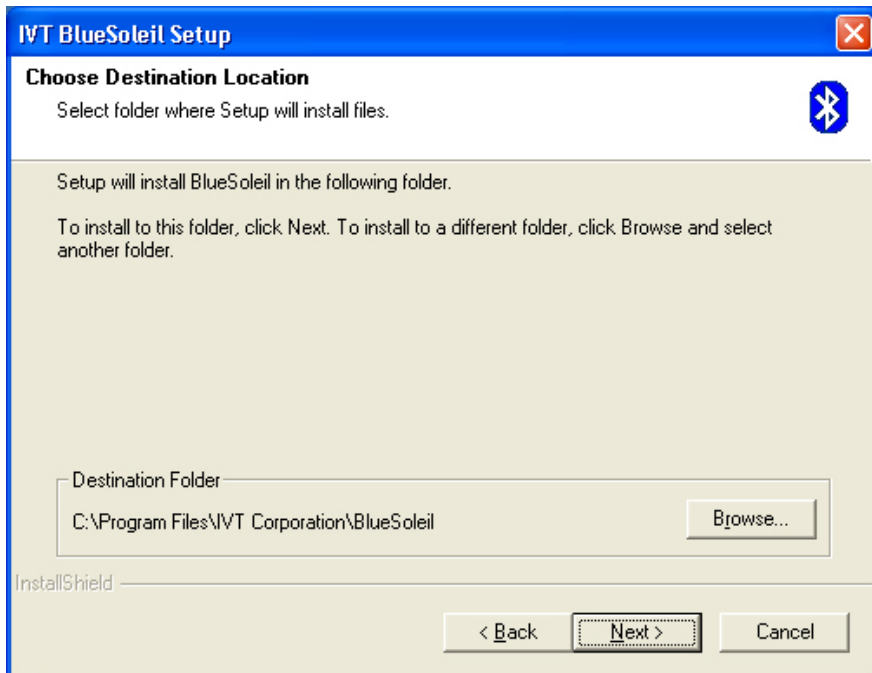 IVT BlueSoleil Setup
Choose Destination Location
Select folder where Setup will install files.
Setup will install BlueSoleil in the following folder.
To install to this folder, click Next. To install to a different folder, click Browse and select
another folder.
Destination Folder
C:\Program Files\IVT Corporation\BlueSoleil
Browse...
InstallShield
< Back
Next >
Cancel